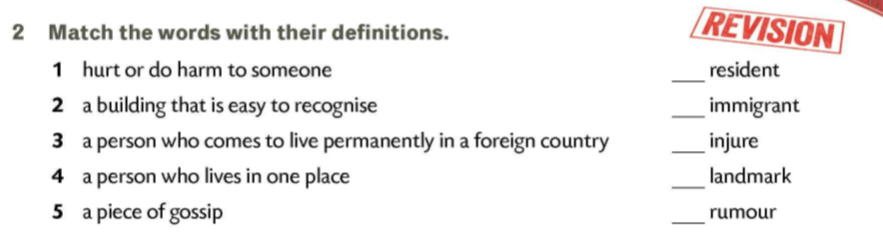 2 Match the words with their definitions.
REVISION
1 hurt or do harm to someone ___ resident
2 a building that is easy to recognise ___ immigrant
3 a person who comes to live permanently in a foreign country ___ injure
4 a person who lives in one place ___ landmark
5 a piece of gossip ___ rumour